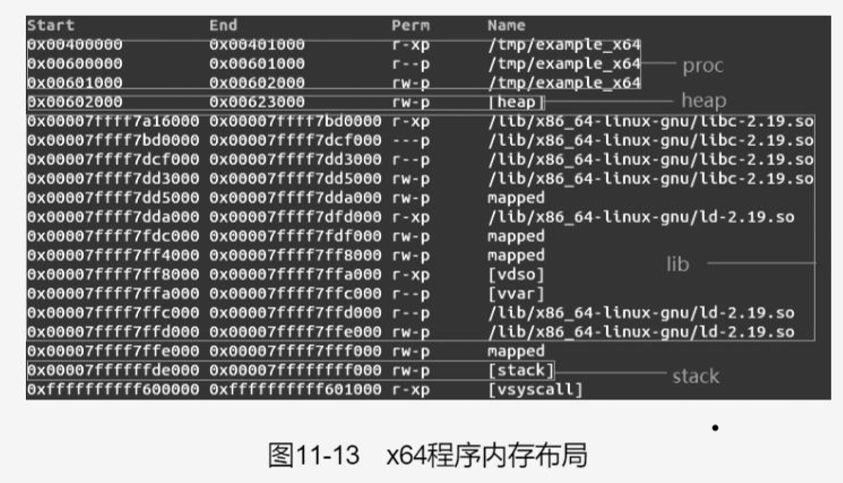 Start End Perm Name
0x00400000 0x00401000 r-xp /tmp/example_x64
0x00600000 0x00601000 r--p /tmp/example_x64 proc
0x00601000 0x00602000 rw-p /tmp/example_x64
0x00602000 0x00623000 rw-p [heap] heap
0x00007ffff7a16000 0x00007ffff7bd0000 r-xp /lib/x86_64-linux-gnu/libc-2.19.so
0x00007ffff7bd0000 0x00007ffff7dcf000 ---p /lib/x86_64-linux-gnu/libc-2.19.so
0x00007ffff7dcf000 0x00007ffff7dd3000 r--p /lib/x86_64-linux-gnu/libc-2.19.so
0x00007ffff7dd3000 0x00007ffff7dd5000 rw-p /lib/x86_64-linux-gnu/libc-2.19.so
0x00007ffff7dd5000 0x00007ffff7dda000 rw-p mapped
0x00007ffff7dda000 0x00007ffff7dfd000 r-xp /lib/x86_64-linux-gnu/ld-2.19.so
0x00007ffff7fdc000 0x00007ffff7fdf000 rw-p mapped
0x00007ffff7ff4000 0x00007ffff7ff8000 rw-p mapped
0x00007ffff7ff8000 0x00007ffff7ffa000 r-xp [vdso] lib
0x00007ffff7ffa000 0x00007ffff7ffc000 r--p [vvar]
0x00007ffff7ffc000 0x00007ffff7ffd000 r--p /lib/x86_64-linux-gnu/ld-2.19.so
0x00007ffff7ffd000 0x00007ffff7ffe000 rw-p /lib/x86_64-linux-gnu/ld-2.19.so
0x00007ffff7ffe000 0x00007ffff7fff000 rw-p mapped
0x00007ffffffde000 0x00007ffffffff000 rw-p [stack] stack
0xffffffffff600000 0xffffffffff601000 r-xp [vsyscall]
图11-13 x64程序内存布局